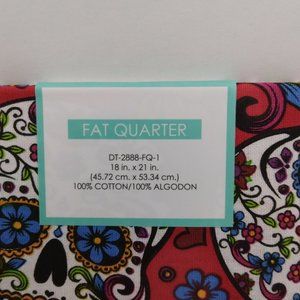 FAT QUARTER
DT-2888-FQ-1
18 in. x 21 in.
(45.72 cm. x 53.34 cm.)
100% COTTON/100% ALGODON